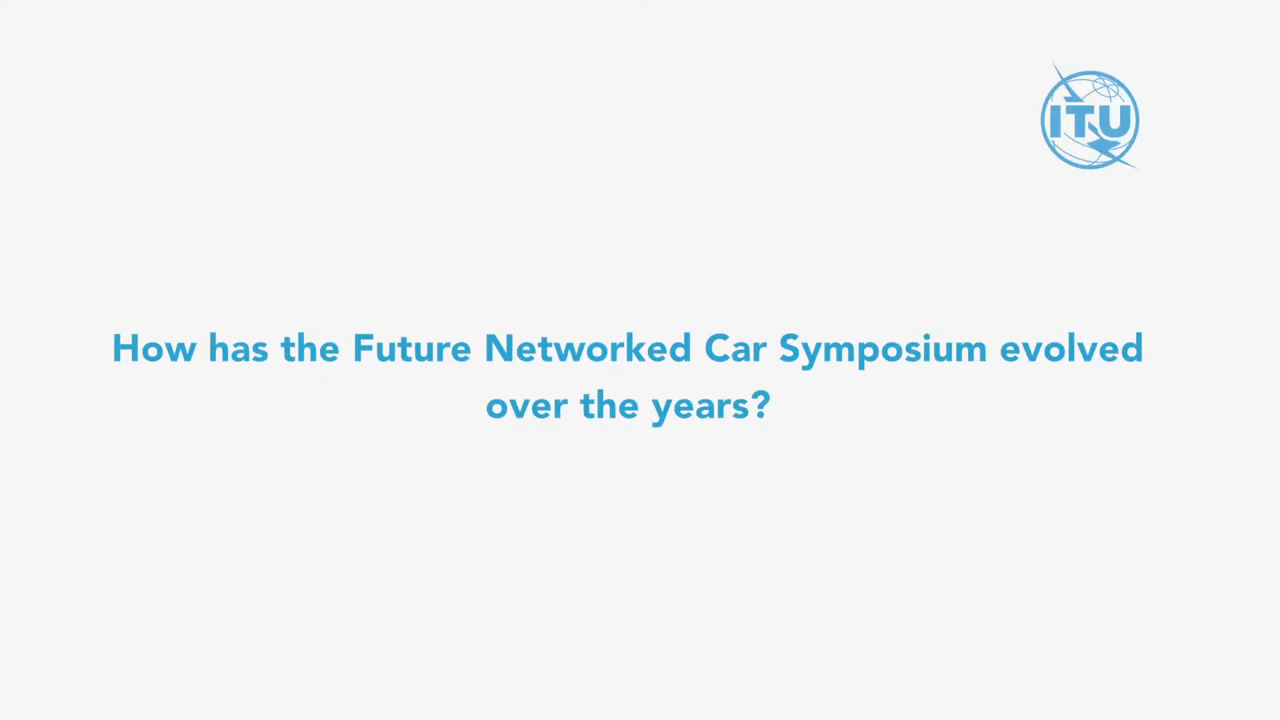 ITU
How has the Future Networked Car Symposium evolved
over the years?